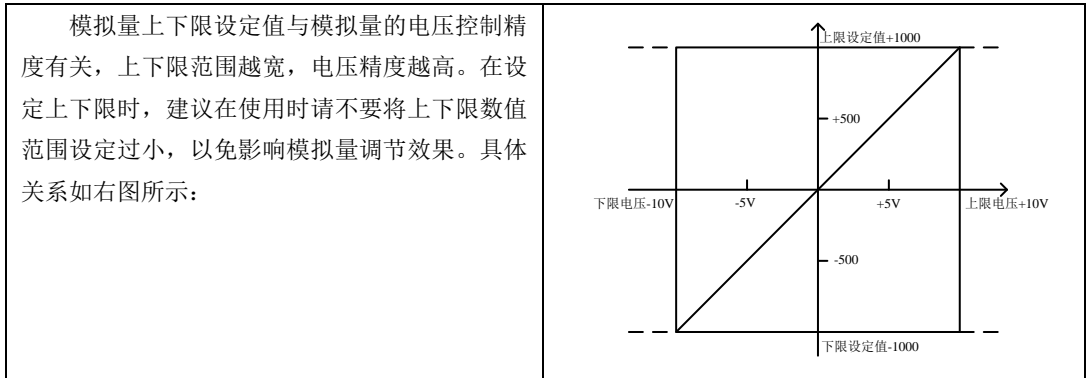 模拟量上下限设定值与模拟量的电压控制精
度有关，上下限范围越宽，电压精度越高。在设
定上下限时，建议在使用时请不要将上下限数值
范围设定过小，以免影响模拟量调节效果。具体
关系如右图所示：
上限设定值+1000
+500
下限电压-10V
-5V
+5V
上限电压+10V
-500
下限设定值-1000